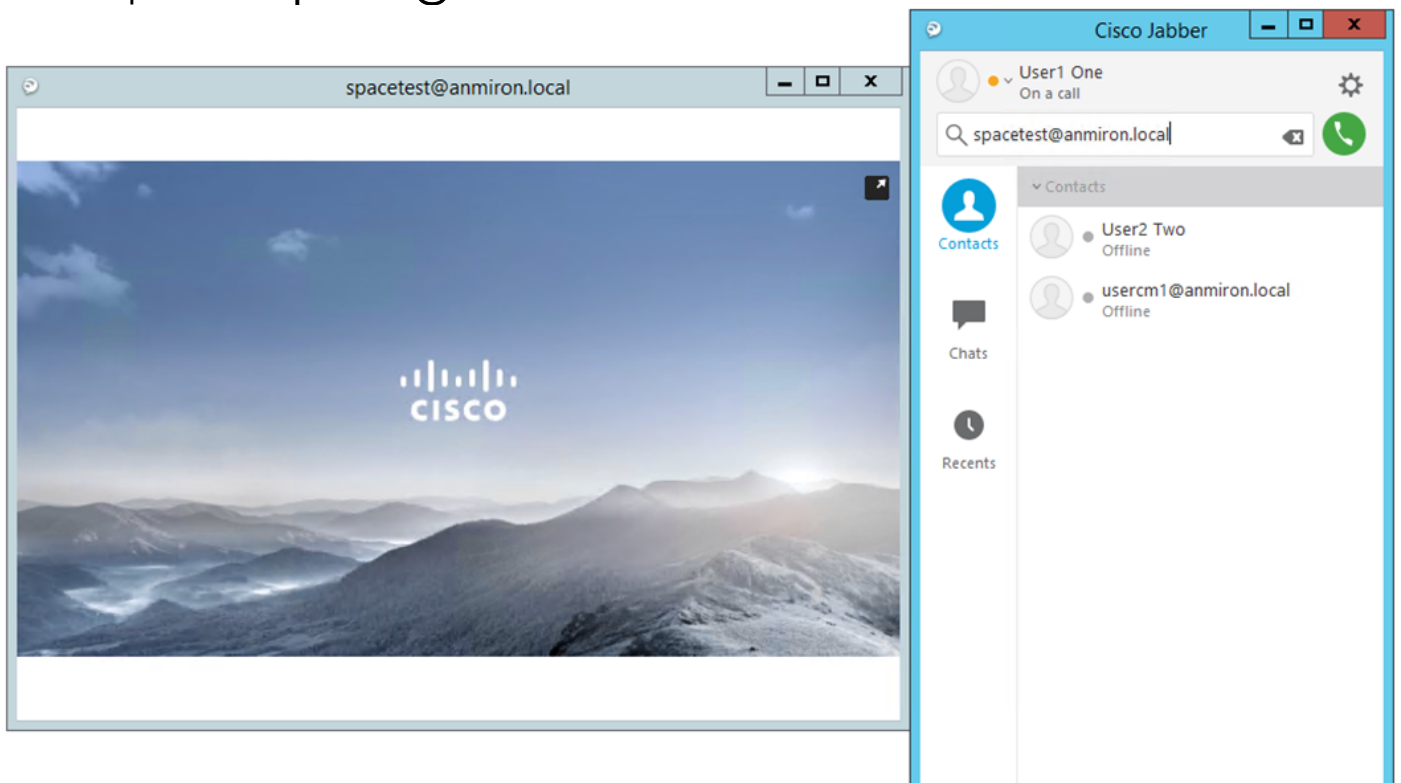 spacetest@anmiron.local
CISCO
Cisco Jabber
User1 One
On a call
spacetest@anmiron.local
Contacts
User2 Two
Offline
usercm1@anmiron.local
Offline
Contacts
Chats
Recents